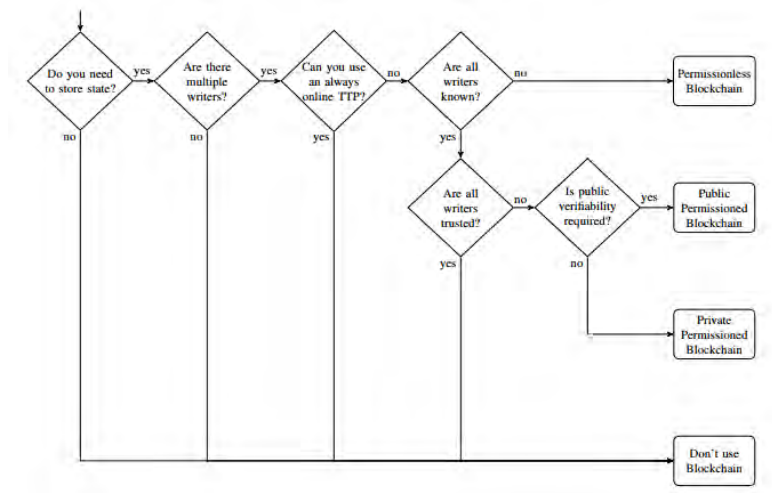 Do you need
to store state?
yes
no
Are there
multiple
writers?
yes
no
Can you use
an always
online TTP?
no
yes
Are all
writers
known?
no
yes
Permissionless
Blockchain
Are all
writers
trusted?
no
yes
Is public
verifiability
required?
yes
no
Public
Permissioned
Blockchain
Private
Permissioned
Blockchain
Don't use
Blockchain